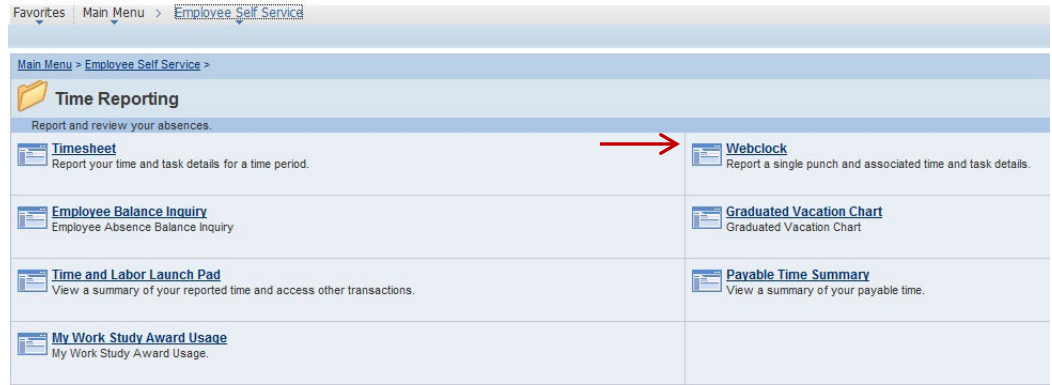 Favorites Main Menu > Employee Self Service
Main Menu > Employee Self Service >
Time Reporting
Report and review your absences.
Timesheet
Report your time and task details for a time period.
Webclock
Report a single punch and associated time and task details.
Employee Balance Inquiry
Employee Absence Balance Inquiry
Graduated Vacation Chart
Graduated Vacation Chart
Time and Labor Launch Pad
View a summary of your reported time and access other transactions.
Payable Time Summary
View a summary of your payable time.
My Work Study Award Usage
My Work Study Award Usage.